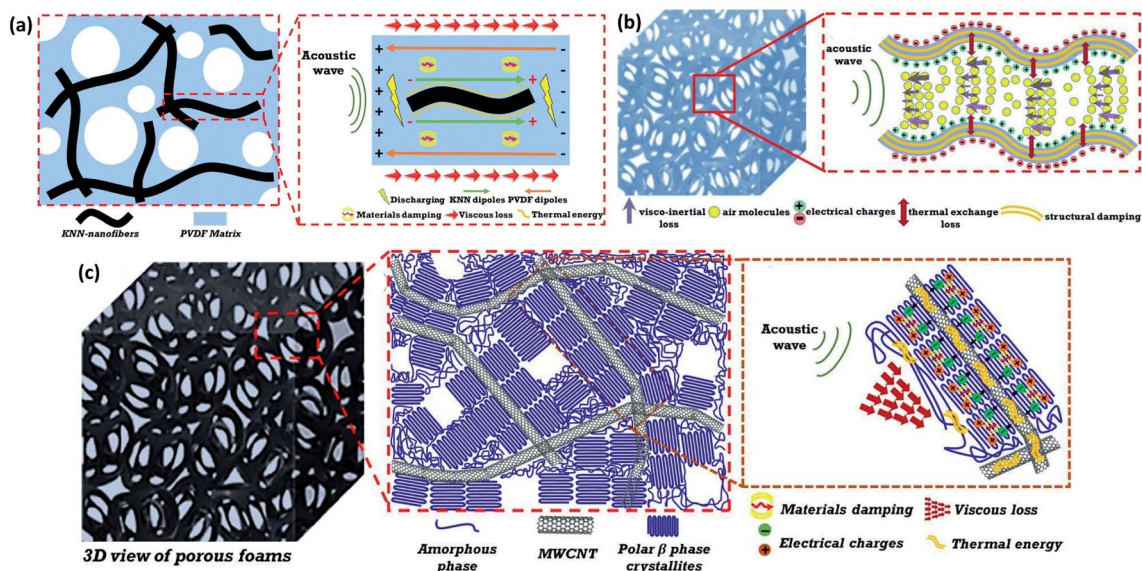 (a)
Acoustic
wave
Discharging KNN dipoles PVDF dipoles
Materials damping Viscous loss Thermal energy
KNN-nanofibers
PVDF Matrix
(b)
acoustic
wave
visco-inertial
loss
air molecules
electrical charges
thermal exchange
loss
structural damping
(c)
3D view of porous foams
Amorphous
phase
MWCNT
Polar β phase
crystallites
Acoustic
wave
Materials damping
Viscous loss
Electrical charges
Thermal energy